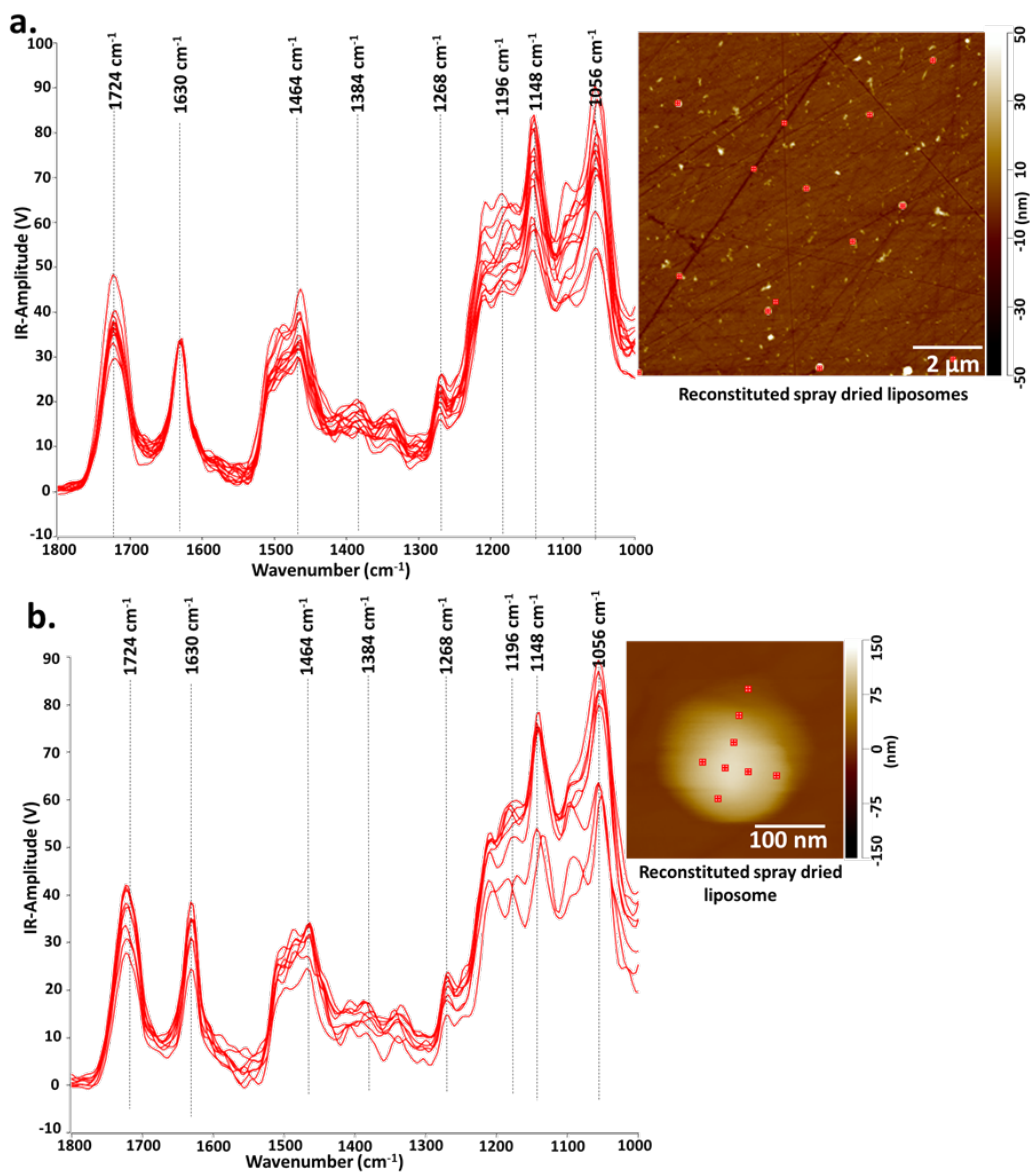 a.
1724 cm⁻¹
1630 cm⁻¹
1464 cm⁻¹
1384 cm⁻¹
1268 cm⁻¹
1196 cm⁻¹
1148 cm⁻¹
1056 cm⁻¹
100
90
80
70
60
50
40
30
20
10
0
-10
IR-Amplitude (V)
1800
1700
1600
1500
1400
1300
1200
1100
1000
Wavenumber (cm⁻¹)
2 µm
50
30
10
-10
-30
-50
(nm)
Reconstituted spray dried liposomes
b.
1724 cm⁻¹
1630 cm⁻¹
1464 cm⁻¹
1384 cm⁻¹
1268 cm⁻¹
1196 cm⁻¹
1148 cm⁻¹
1056 cm⁻¹
90
80
70
60
50
40
30
20
10
0
-10
IR-Amplitude (V)
1800
1700
1600
1500
1400
1300
1200
1100
1000
Wavenumber (cm⁻¹)
100 nm
150
75
0
-75
-150
(nm)
Reconstituted spray dried
liposome